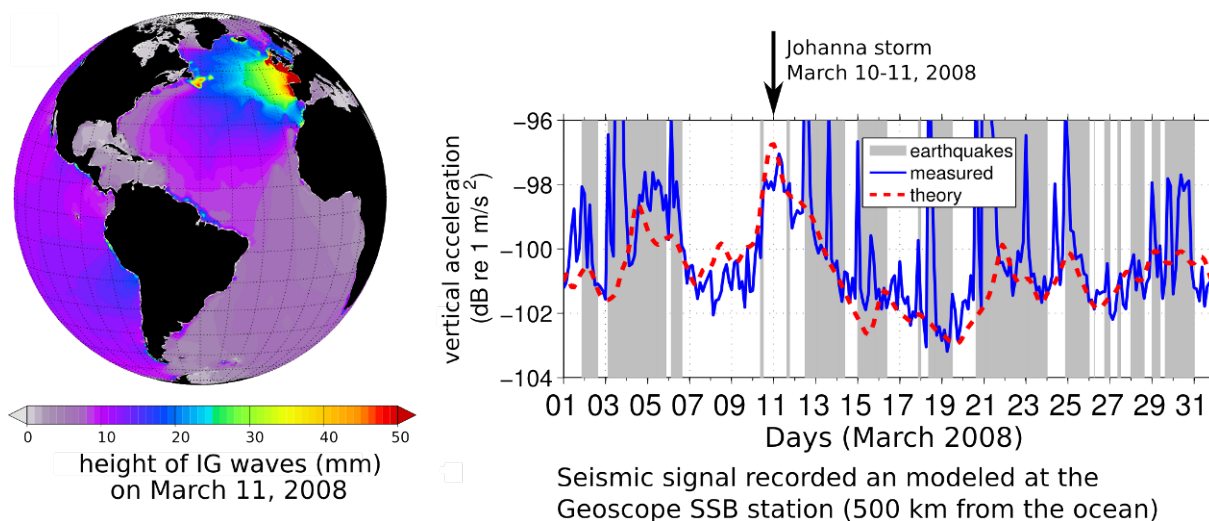 Johanna storm
March 10-11, 2008
−96
−98
−100
−102
−104
vertical acceleration
(dB re 1 m/s²)
earthquakes
measured
theory
01 03 05 07 09 11 13 15 17 19 21 23 25 27 29 31
Days (March 2008)
0 10 20 30 40 50
height of IG waves (mm)
on March 11, 2008
Seismic signal recorded an modeled at the
Geoscope SSB station (500 km from the ocean)